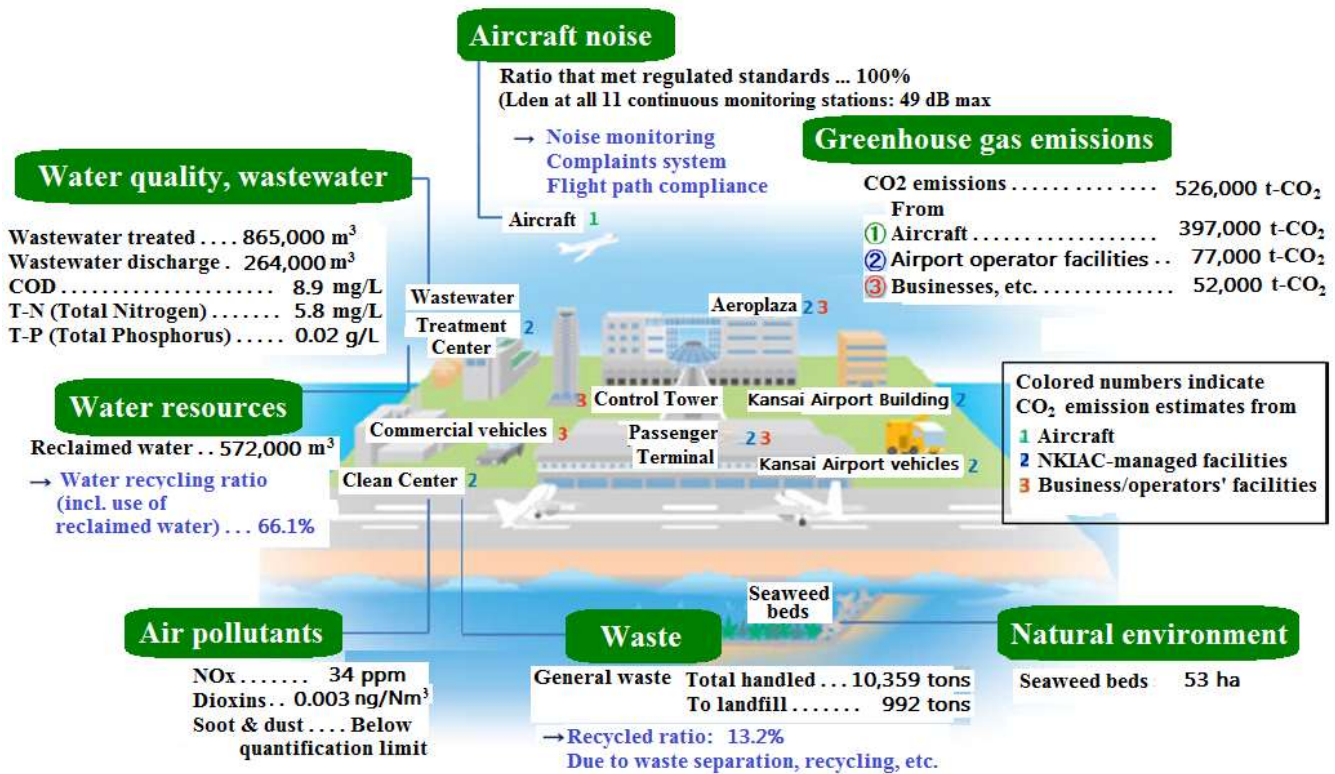 Aircraft noise
Ratio that met regulated standards ... 100%
(Lden at all 11 continuous monitoring stations: 49 dB max
→ Noise monitoring
Complaints system
Flight path compliance
Greenhouse gas emissions
CO2 emissions .............. 526,000 t-CO₂
From
① Aircraft .................... 397,000 t-CO₂
② Airport operator facilities .. 77,000 t-CO₂
③ Businesses, etc. ............. 52,000 t-CO₂
Water quality, wastewater
Wastewater treated .... 865,000 m³
Wastewater discharge . 264,000 m³
COD ..................... 8.9 mg/L
T-N (Total Nitrogen) ....... 5.8 mg/L
T-P (Total Phosphorus) ..... 0.02 g/L
Aircraft 1
Wastewater
Treatment 2
Center
Aeroplaza 2 3
3 Control Tower
Kansai Airport Building 2
Commercial vehicles 3
Passenger 2 3
Terminal
Kansai Airport vehicles 2
Clean Center 2
Colored numbers indicate
CO₂ emission estimates from
1 Aircraft
2 NKIAC-managed facilities
3 Business/operators' facilities
Water resources
Reclaimed water .. 572,000 m³
→ Water recycling ratio
(incl. use of
reclaimed water) ... 66.1%
Seaweed
beds
Air pollutants
NOx ....... 34 ppm
Dioxins .. 0.003 ng/Nm³
Soot & dust .... Below
quantification limit
Waste
General waste Total handled ... 10,359 tons
To landfill ....... 992 tons
→ Recycled ratio: 13.2%
Due to waste separation, recycling, etc.
Natural environment
Seaweed beds 53 ha